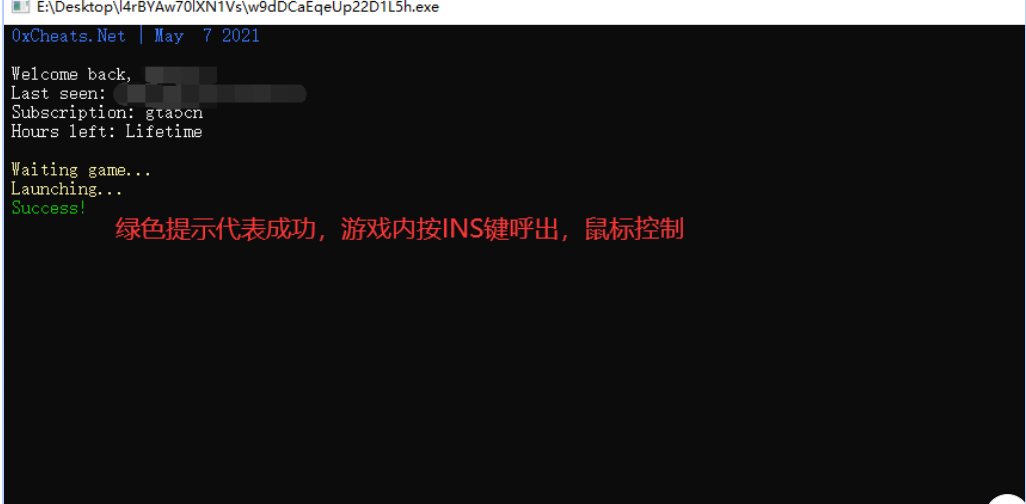 E:\Desktop\l4rBYAw70lXN1Vs\w9dDCaEqeUp22D1L5h.exe
0xCheats.Net | May  7 2021
Welcome back,
Last seen:
Subscription: gta5cn
Hours left: Lifetime
Waiting game...
Launching...
Success!
绿色提示代表成功，游戏内按INS键呼出，鼠标控制